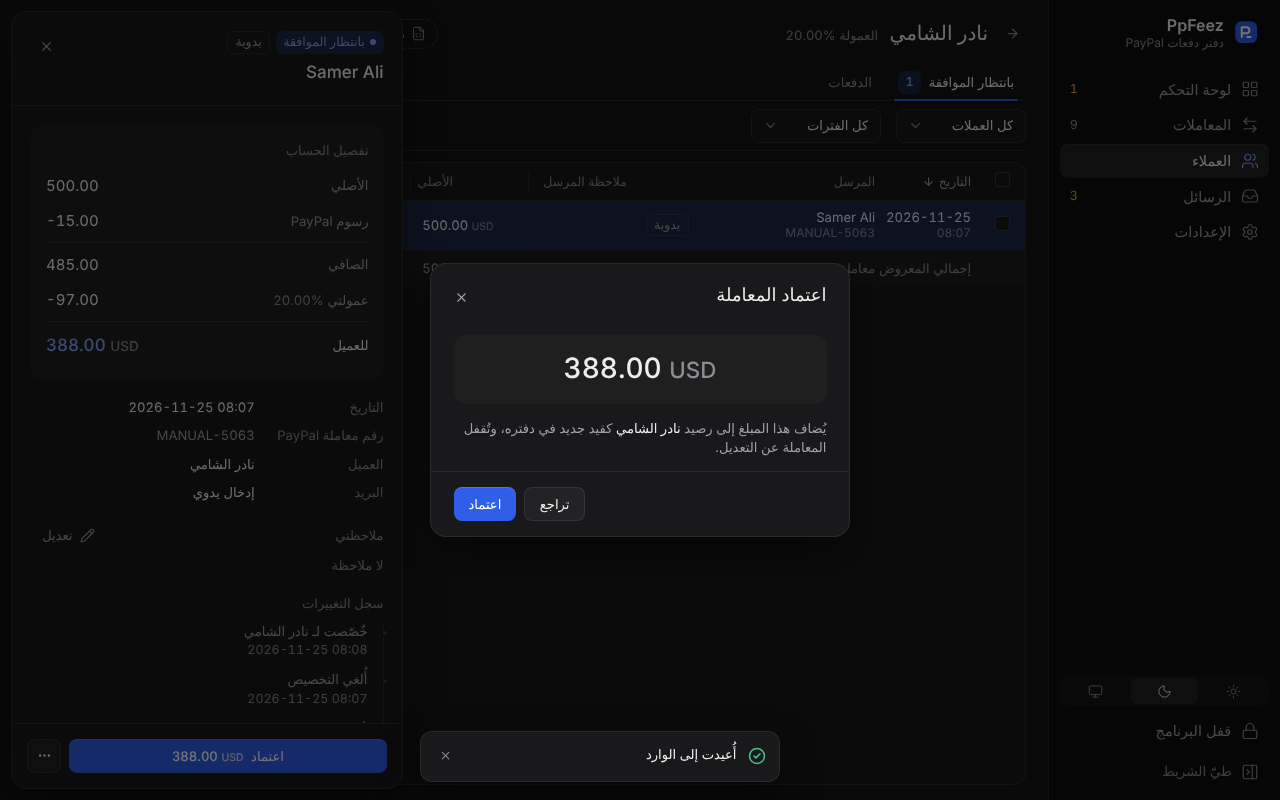 PpFeez
دفتر دفعات PayPal
لوحة التحكم 1
المعاملات 9
العملاء
الرسائل 3
الإعدادات
قفل البرنامج
طيّ الشريط
نادر الشامي العمولة 20.00%
بانتظار الموافقة 1
الدفعات
كل العملات
كل الفترات
التاريخ
المرسل
ملاحظة المرسل
الأصلي
2026-11-25
08:07
Samer Ali
MANUAL-5063
يدوية
500.00 USD
إجمالي المعروض
اعتماد المعاملة
388.00 USD
يُضاف هذا المبلغ إلى رصيد نادر الشامي كقيد جديد في دفتره، وتُقفل
المعاملة عن التعديل.
تراجع
اعتماد
أُعيدت إلى الوارد
بانتظار الموافقة
يدوية
Samer Ali
تفصيل الحساب
الأصلي 500.00
رسوم PayPal -15.00
الصافي 485.00
عمولتي 20.00% -97.00
للعميل 388.00 USD
التاريخ 2026-11-25 08:07
رقم معاملة PayPal MANUAL-5063
العميل نادر الشامي
البريد إدخال يدوي
ملاحظتي تعديل
لا ملاحظة
سجل التغييرات
خُصّصت لـ نادر الشامي
2026-11-25 08:08
أُلغي التخصيص
2026-11-25 08:07
اعتماد 388.00 USD